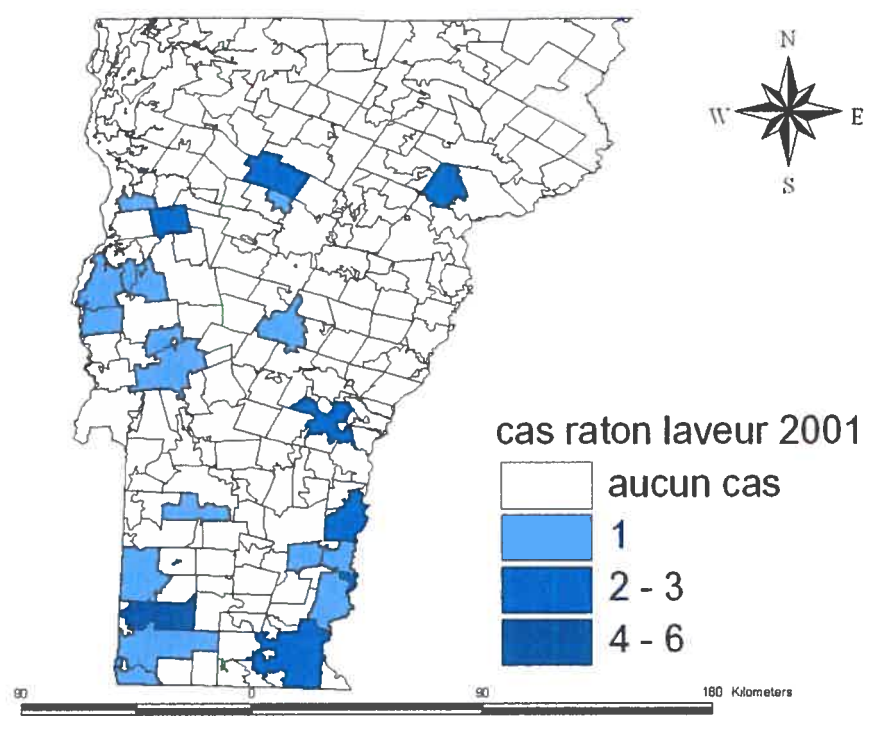 N
W E
S
cas raton laveur 2001
aucun cas
1
2 - 3
4 - 6
90 0 90 180 Kilometers